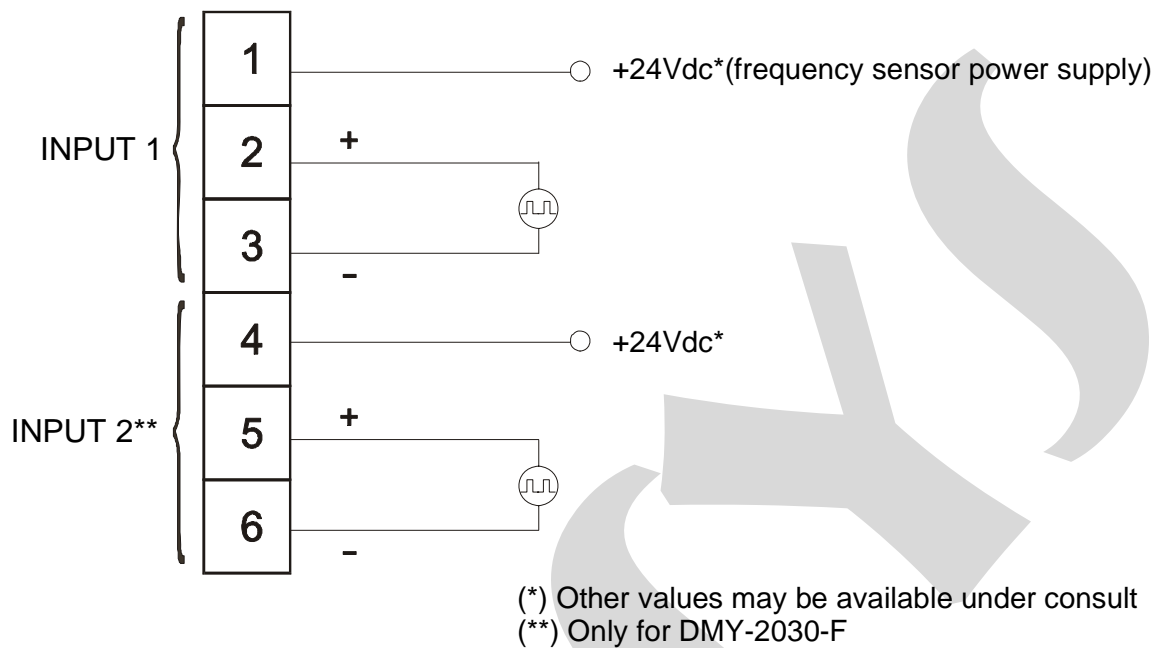 1
+24Vdc*(frequency sensor power supply)
INPUT 1
2
+
3
-
4
+24Vdc*
INPUT 2**
5
+
6
-
(*) Other values may be available under consult
(**) Only for DMY-2030-F